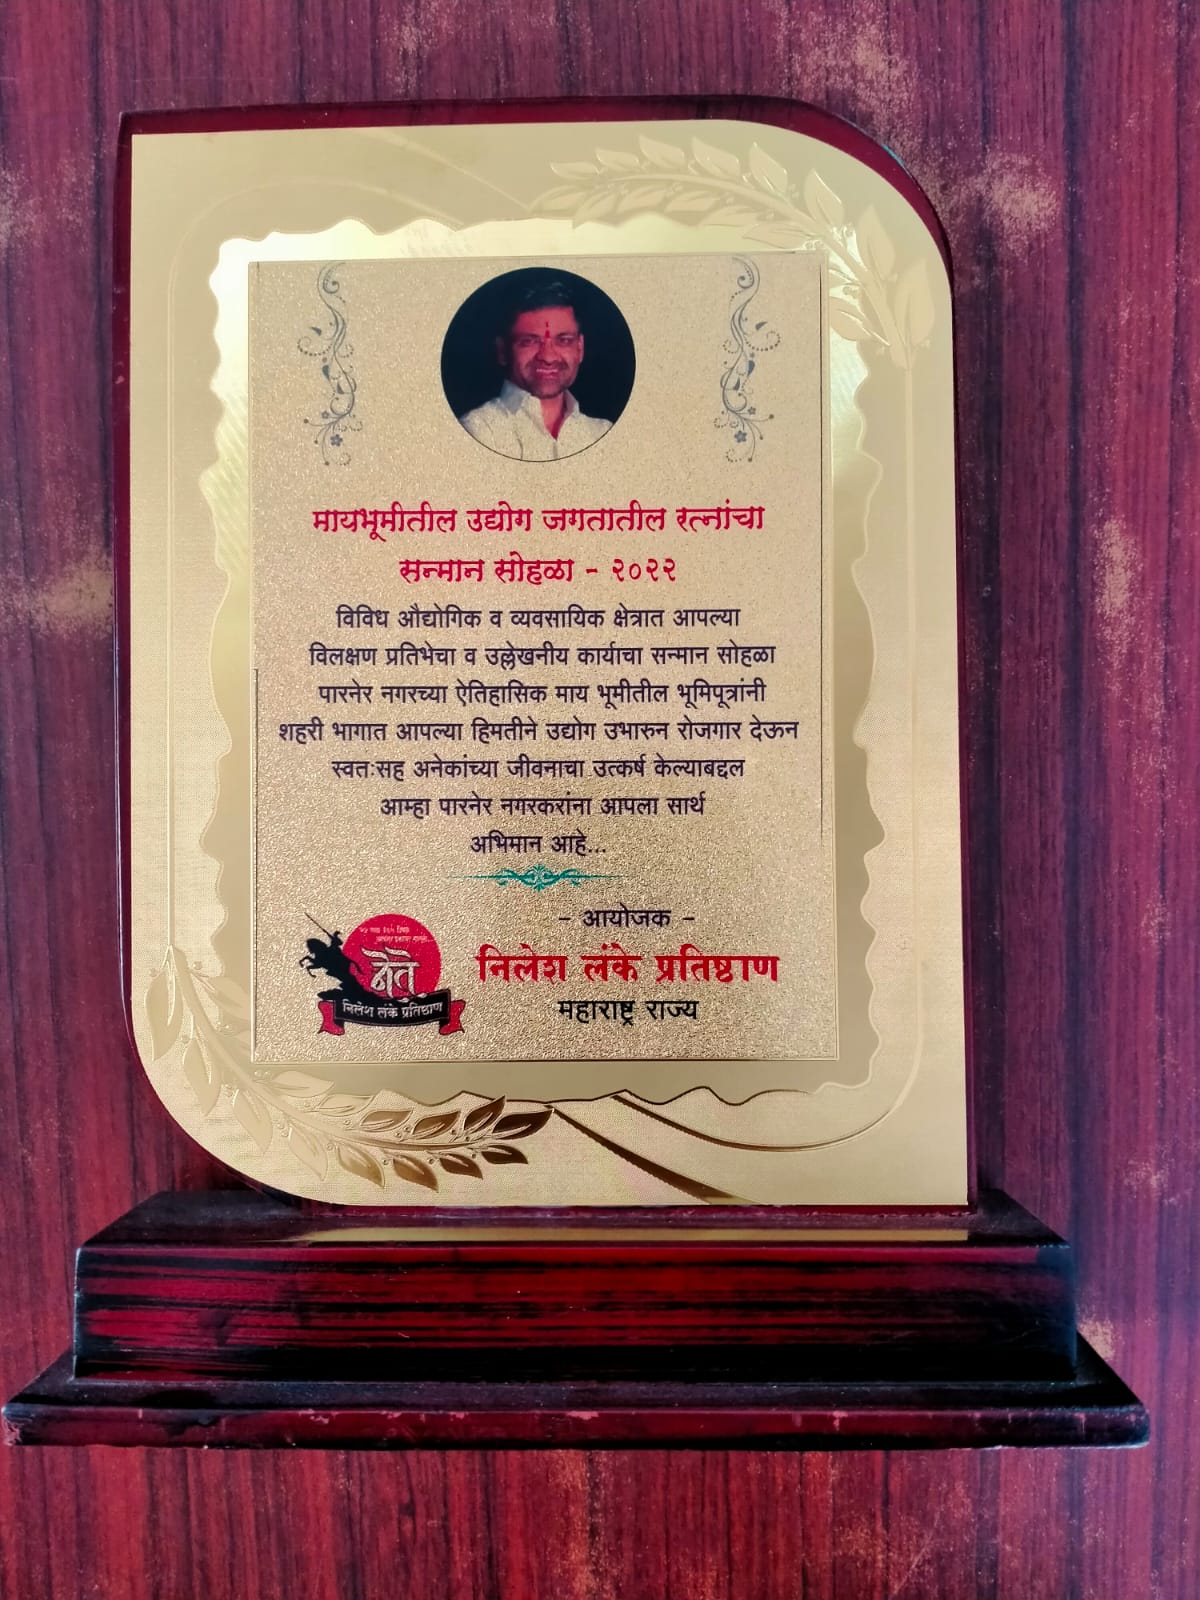 मायभूमीतील उद्योग जगतातील रत्नांचा
सन्मान सोहळा - २०२२
विविध औद्योगिक व व्यवसायिक क्षेत्रात आपल्या
विलक्षण प्रतिभेचा व उल्लेखनीय कार्याचा सन्मान सोहळा
पारनेर नगरच्या ऐतिहासिक माय भूमीतील भूमिपूत्रांनी
शहरी भागात आपल्या हिमतीने उद्योग उभारुन रोजगार देऊन
स्वतःसह अनेकांच्या जीवनाचा उत्कर्ष केल्याबद्दल
आम्हा पारनेर नगरकरांना आपला सार्थ
अभिमान आहे...
- आयोजक -
निलेश लंके प्रतिष्ठाण
महाराष्ट्र राज्य
निलेश लंके प्रतिष्ठाण